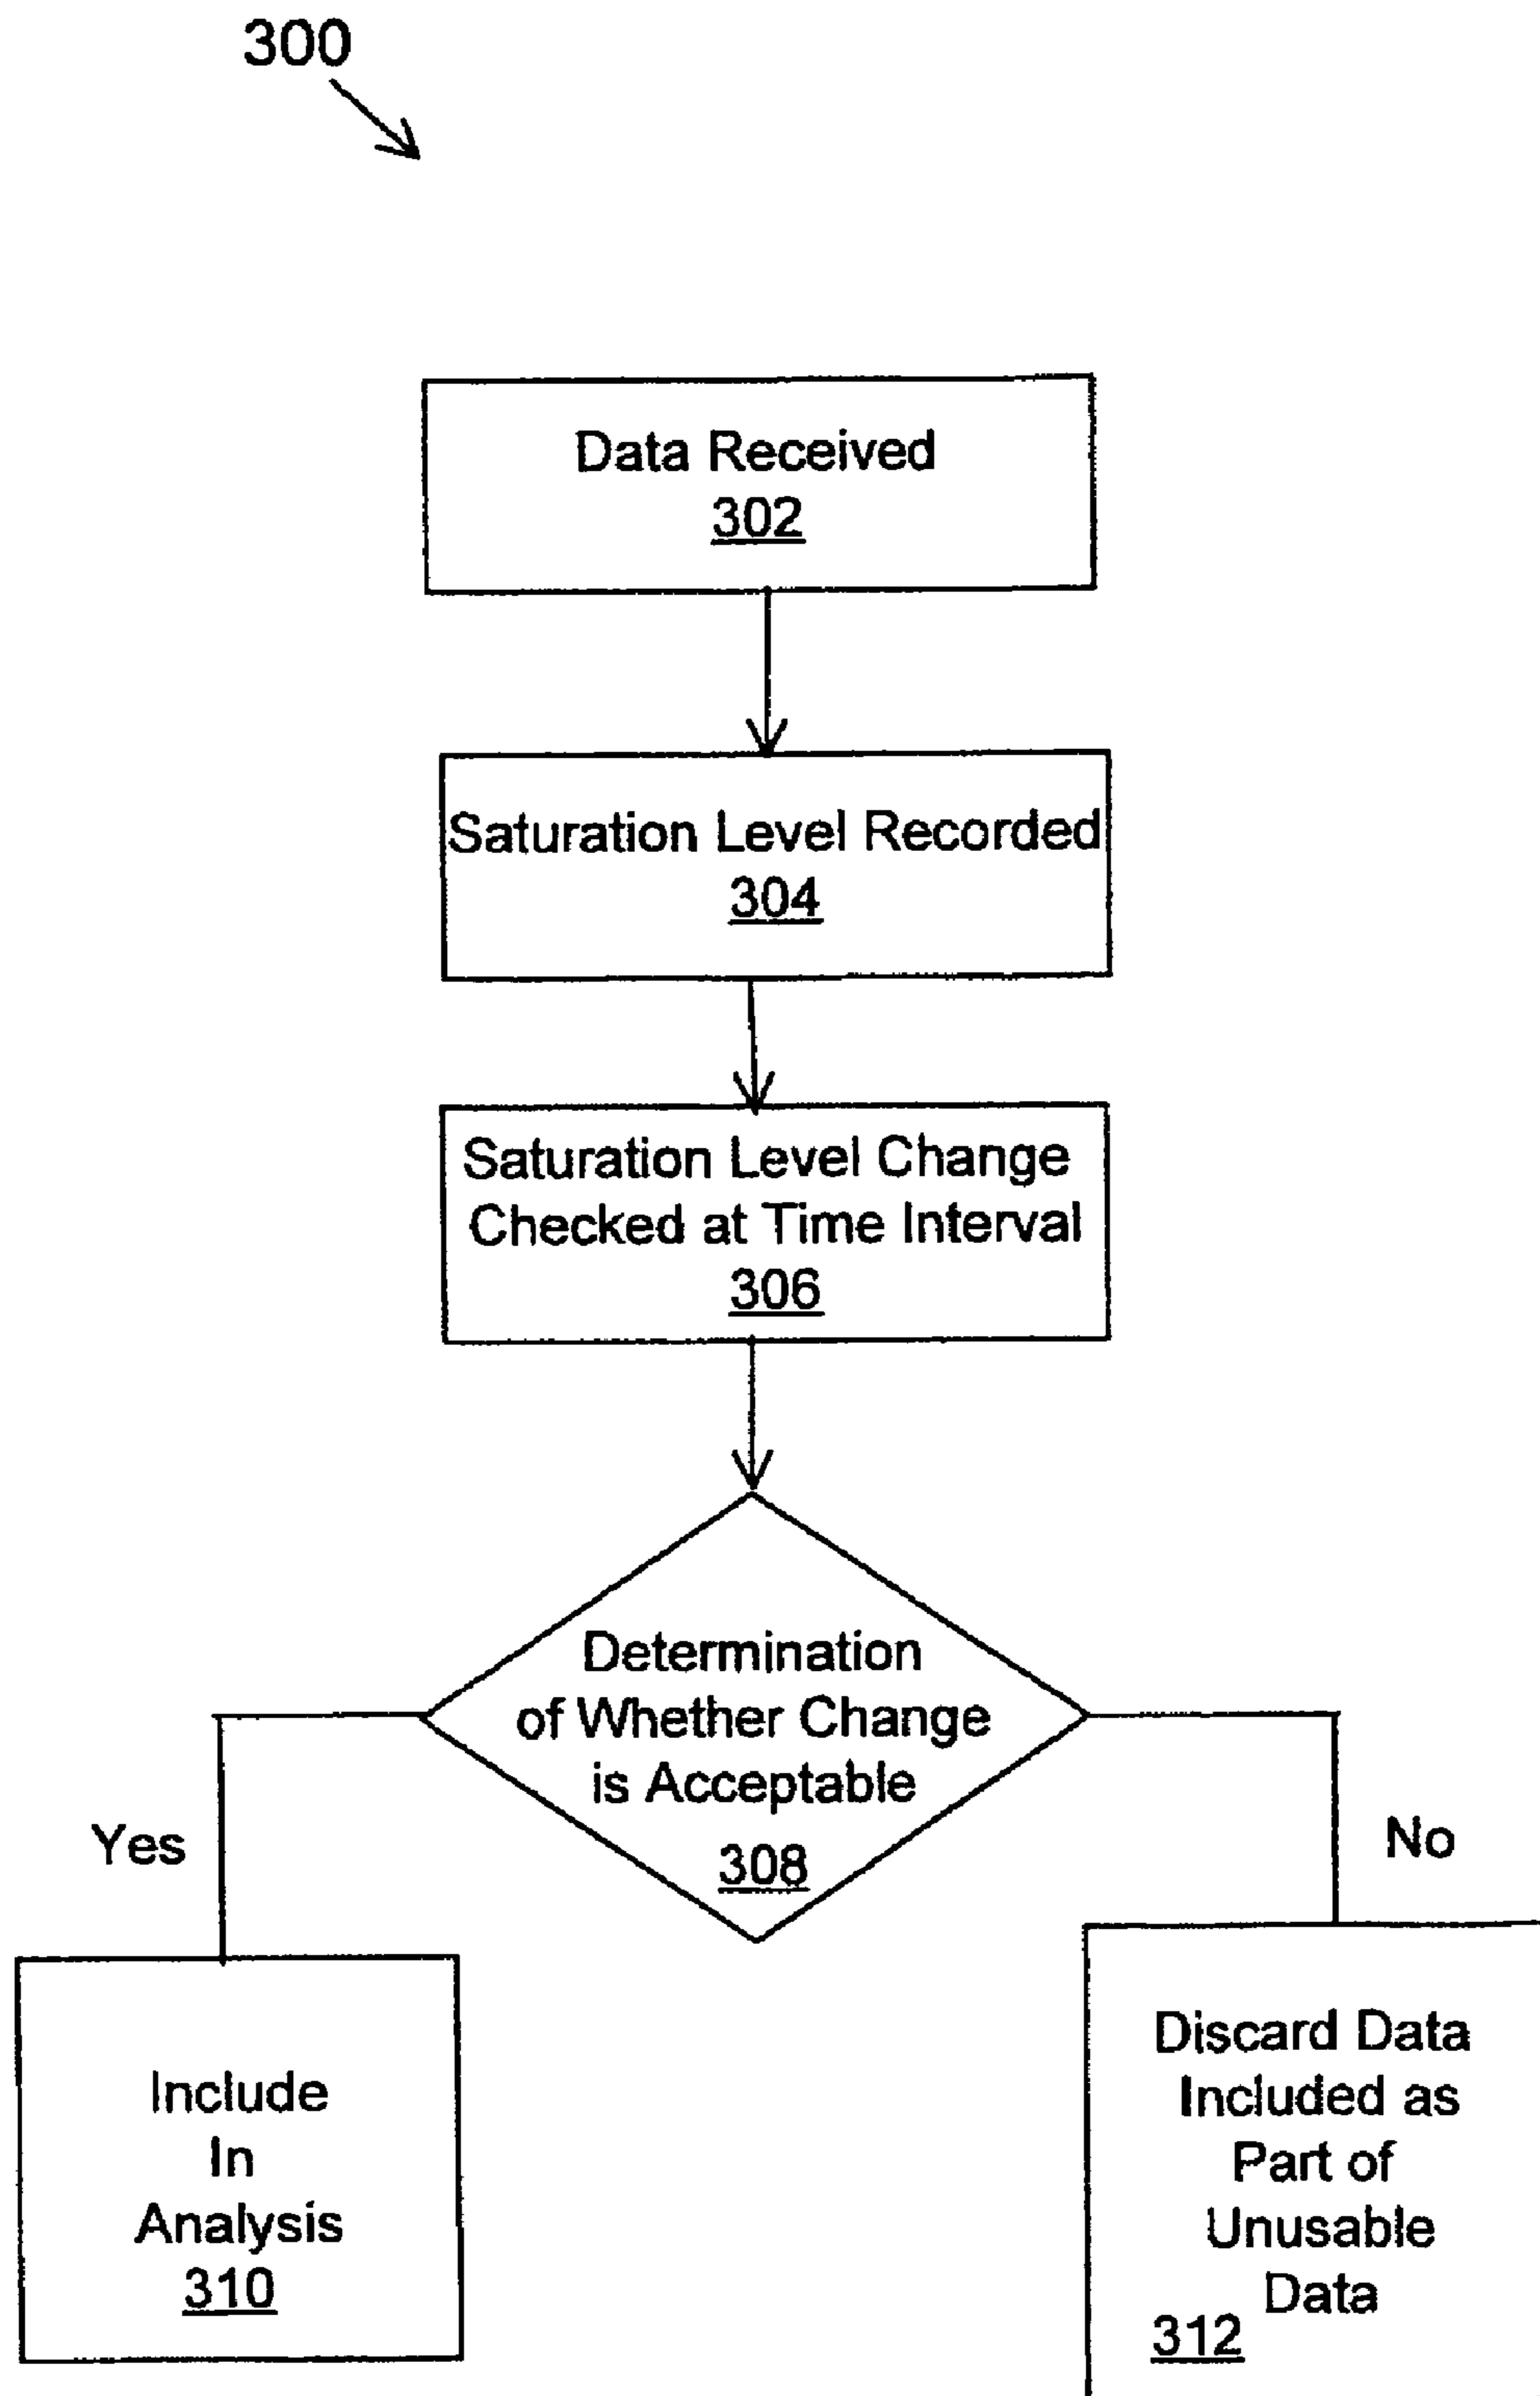 300
Data Received
302
Saturation Level Recorded
304
Saturation Level Change
Checked at Time Interval
306
Determination
of Whether Change
is Acceptable
308
Yes
No
Include
In
Analysis
310
Discard Data
Included as
Part of
Unusable
Data
312